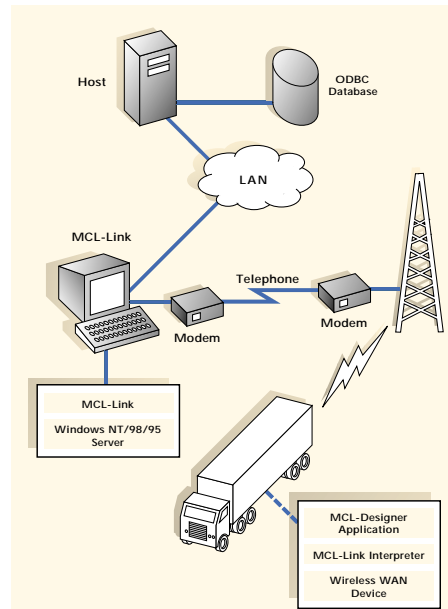 Host
ODBC
Database
LAN
MCL-Link
Telephone
Modem
Modem
MCL-Link
Windows NT/98/95
Server
MCL-Designer
Application
MCL-Link Interpreter
Wireless WAN
Device